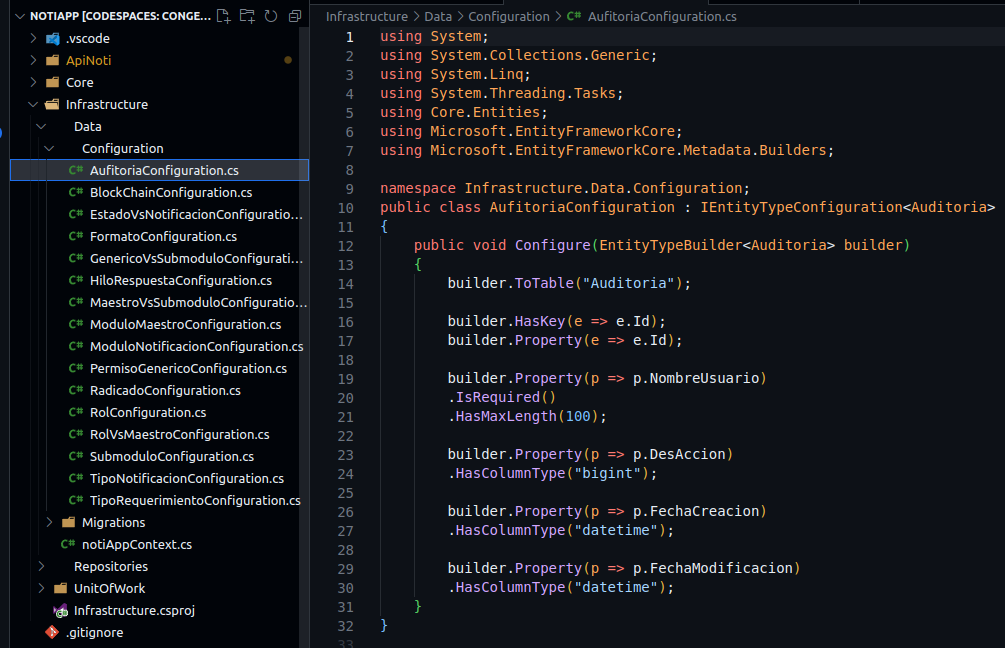 NOTIAPP [CODESPACES: CONGE...
.vscode
ApiNoti
Core
Infrastructure
Data
Configuration
C# AufitoriaConfiguration.cs
C# BlockChainConfiguration.cs
C# EstadoVsNotificacionConfiguratio...
C# FormatoConfiguration.cs
C# GenericoVsSubmoduloConfigurati...
C# HiloRespuestaConfiguration.cs
C# MaestroVsSubmoduloConfiguratio...
C# ModuloMaestroConfiguration.cs
C# ModuloNotificacionConfiguration.cs
C# PermisoGenericoConfiguration.cs
C# RadicadoConfiguration.cs
C# RolConfiguration.cs
C# RolVsMaestroConfiguration.cs
C# SubmoduloConfiguration.cs
C# TipoNotificacionConfiguration.cs
C# TipoRequerimientoConfiguration.cs
Migrations
C# notiAppContext.cs
Repositories
UnitOfWork
Infrastructure.csproj
.gitignore
Infrastructure > Data > Configuration > C# AufitoriaConfiguration.cs
1 using System;
2 using System.Collections.Generic;
3 using System.Linq;
4 using System.Threading.Tasks;
5 using Core.Entities;
6 using Microsoft.EntityFrameworkCore;
7 using Microsoft.EntityFrameworkCore.Metadata.Builders;
8
9 namespace Infrastructure.Data.Configuration;
10 public class AufitoriaConfiguration : IEntityTypeConfiguration<Auditoria>
11 {
12 public void Configure(EntityTypeBuilder<Auditoria> builder)
13 {
14 builder.ToTable("Auditoria");
15
16 builder.HasKey(e => e.Id);
17 builder.Property(e => e.Id);
18
19 builder.Property(p => p.NombreUsuario)
20 .IsRequired()
21 .HasMaxLength(100);
22
23 builder.Property(p => p.DesAccion)
24 .HasColumnType("bigint");
25
26 builder.Property(p => p.FechaCreacion)
27 .HasColumnType("datetime");
28
29 builder.Property(p => p.FechaModificacion)
30 .HasColumnType("datetime");
31 }
32 }
33